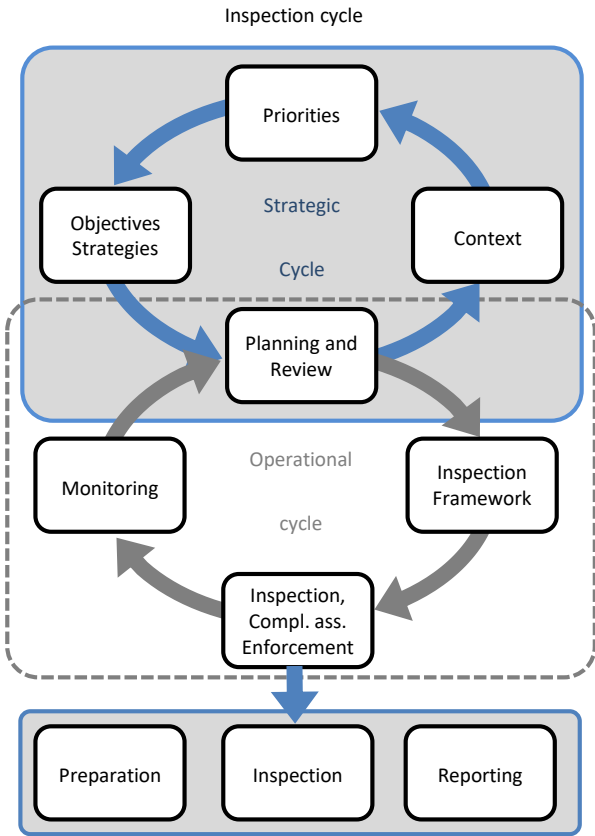 Inspection cycle
Priorities
Strategic
Objectives
Strategies
Context
Cycle
Planning and
Review
Operational
Monitoring
Inspection
Framework
cycle
Inspection,
Compl. ass.
Enforcement
Preparation
Inspection
Reporting